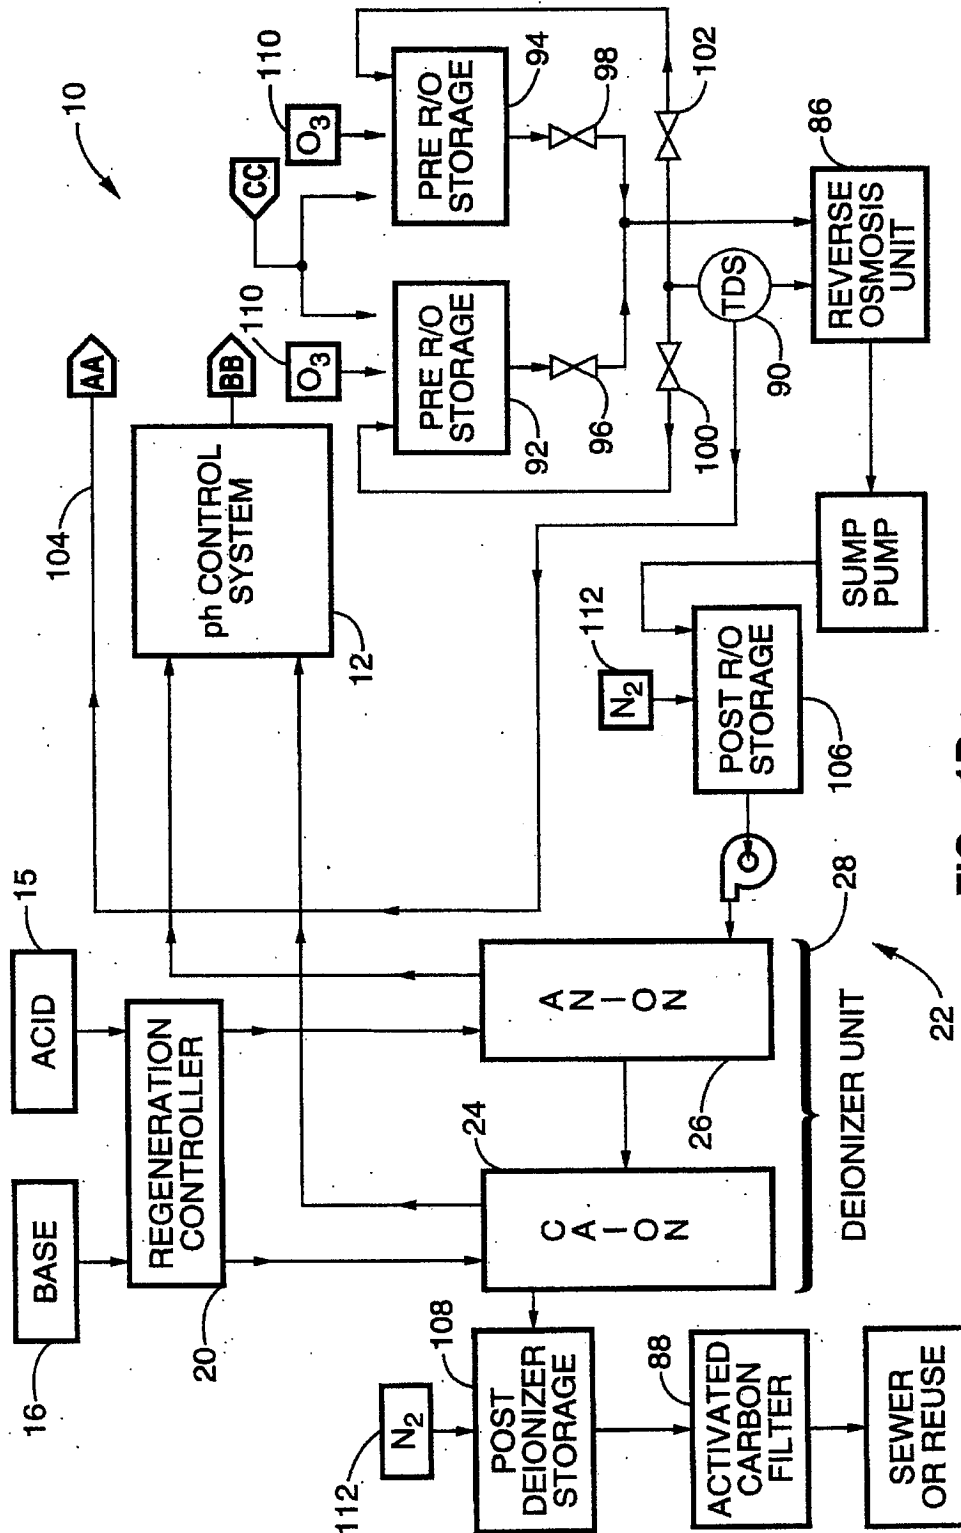 16
BASE
ACID
15
10
REGENERATION
CONTROLLER
20
104
AA
ph CONTROL
SYSTEM
12
BB
CC
110
O3
110
O3
112
N2
108
POST
DEIONIZER
STORAGE
24
C
A
I
O
N
A
N
I
O
N
26
92
PRE R/O
STORAGE
94
PRE R/O
STORAGE
96
98
112
N2
88
ACTIVATED
CARBON
FILTER
100
102
TDS
90
POST R/O
STORAGE
106
SUMP
PUMP
86
REVERSE
OSMOSIS
UNIT
28
DEIONIZER UNIT
22
SEWER
OR REUSE